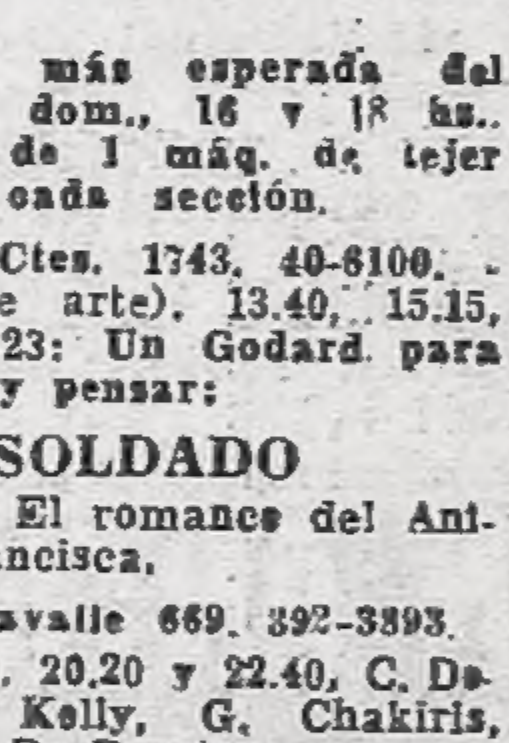 más esperada del
dom., 16 y 18 hs..
de 1 máq. de tejer
cada sección.
Ctes. 1743, 40-6100. -
e arte). 13.40, 15.15,
23: Un Godard para
y pensar:
SOLDADO
El romance del Ani-
ncisca.
avalle 669. 392-3893.
. 20.20 y 22.40, C. De-
Kelly, G. Chakiris,